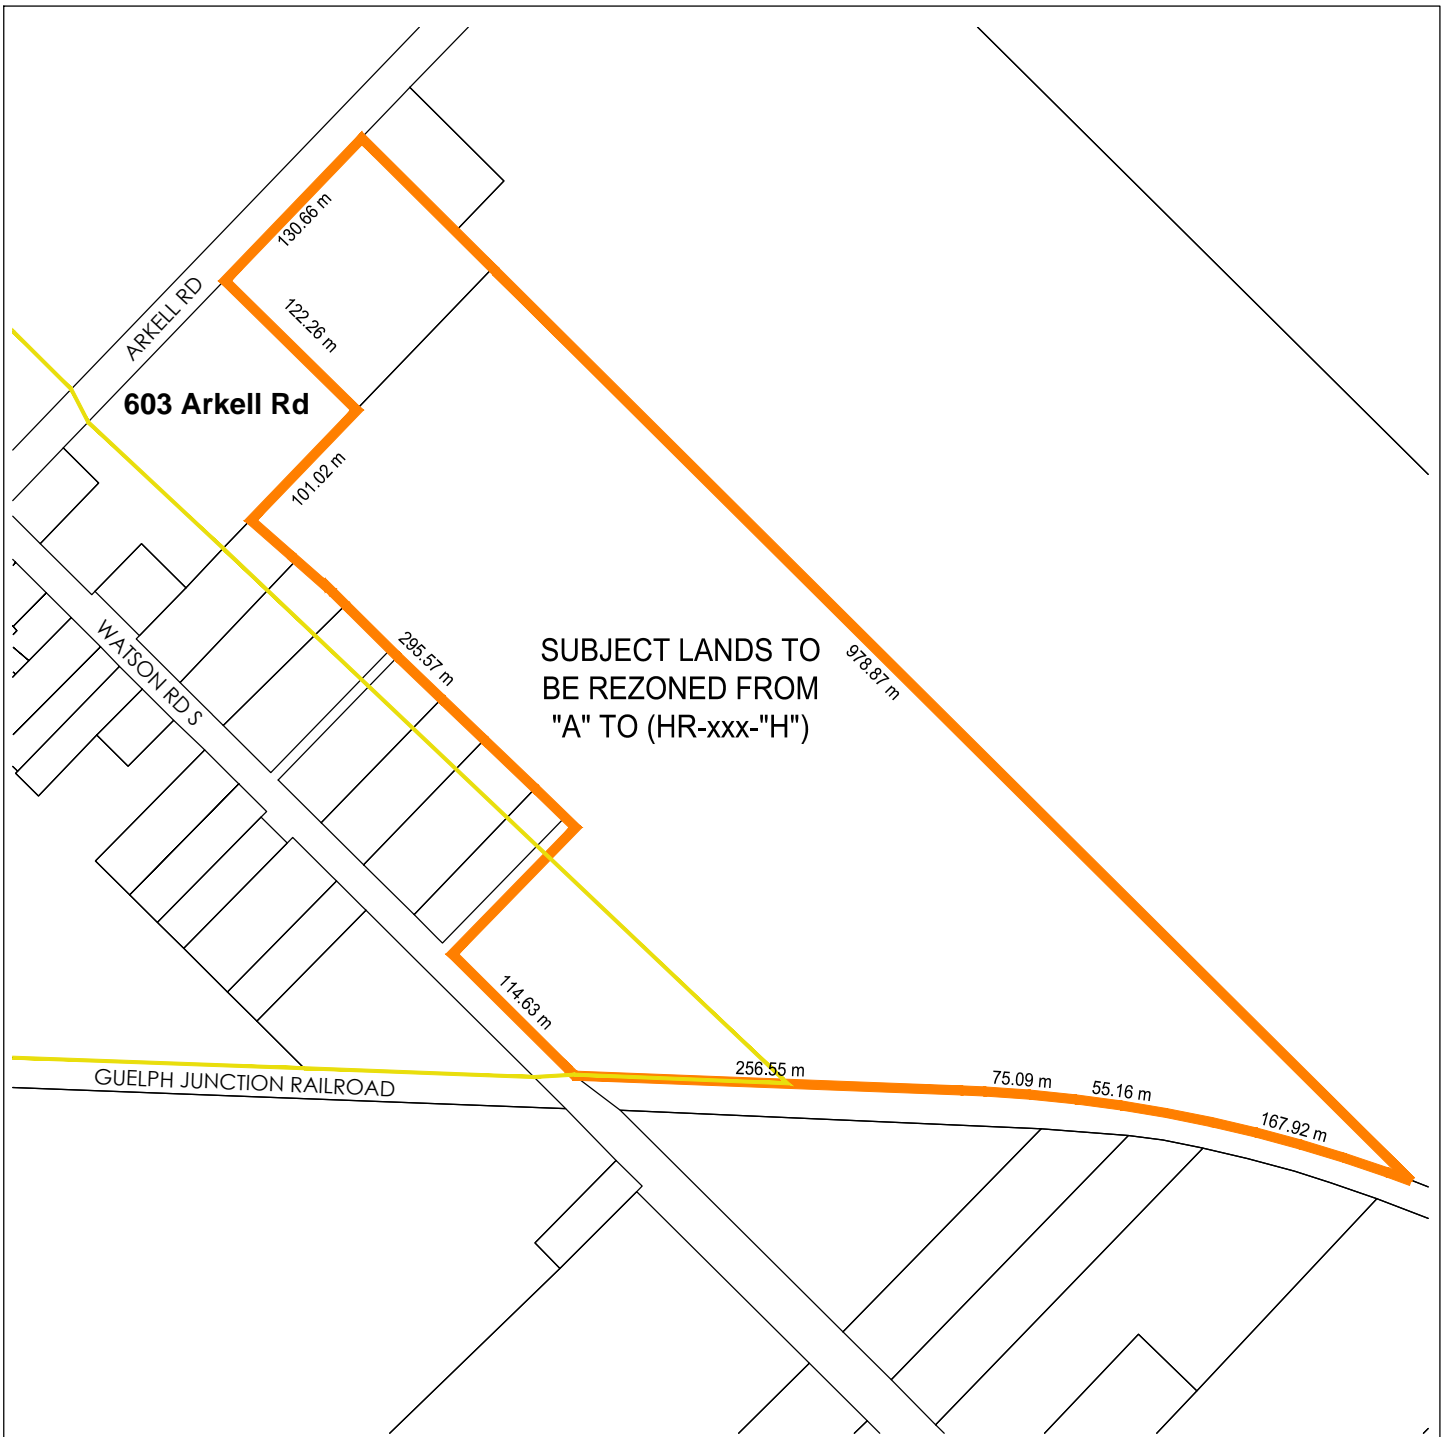 130.66 m
ARKELL RD
122.26 m
603 Arkell Rd
101.02 m
WATSON RD S
295.57 m
SUBJECT LANDS TO
BE REZONED FROM
"A" TO (HR-xxx-"H")
978.87 m
114.63 m
GUELPH JUNCTION RAILROAD
256.55 m
75.09 m
55.16 m
167.92 m